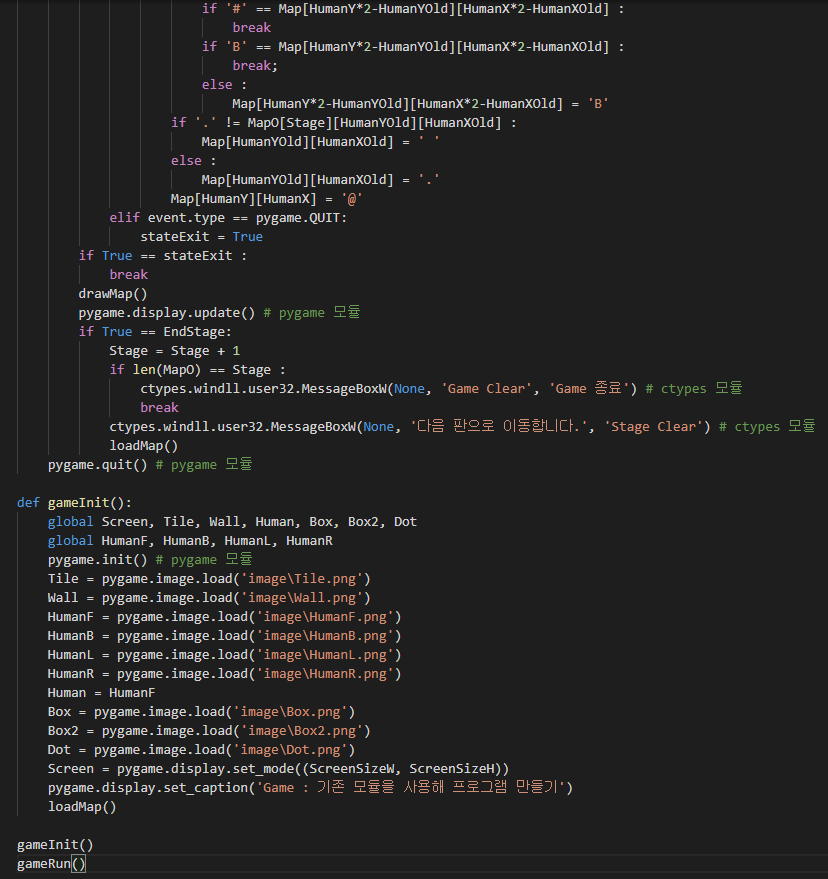 if '#' == Map[HumanY*2-HumanYOld][HumanX*2-HumanXOld] :
break
if 'B' == Map[HumanY*2-HumanYOld][HumanX*2-HumanXOld] :
break;
else :
Map[HumanY*2-HumanYOld][HumanX*2-HumanXOld] = 'B'
if '.' != MapO[Stage][HumanYOld][HumanXOld] :
Map[HumanYOld][HumanXOld] = ' '
else :
Map[HumanYOld][HumanXOld] = '.'
Map[HumanY][HumanX] = '@'
elif event.type == pygame.QUIT:
stateExit = True
if True == stateExit :
break
drawMap()
pygame.display.update() # pygame 모듈
if True == EndStage:
Stage = Stage + 1
if len(MapO) == Stage :
ctypes.windll.user32.MessageBoxW(None, 'Game Clear', 'Game 종료') # ctypes 모듈
break
ctypes.windll.user32.MessageBoxW(None, '다음 판으로 이동합니다.', 'Stage Clear') # ctypes 모듈
loadMap()
pygame.quit() # pygame 모듈
def gameInit():
global Screen, Tile, Wall, Human, Box, Box2, Dot
global HumanF, HumanB, HumanL, HumanR
pygame.init() # pygame 모듈
Tile = pygame.image.load('image\Tile.png')
Wall = pygame.image.load('image\Wall.png')
HumanF = pygame.image.load('image\HumanF.png')
HumanB = pygame.image.load('image\HumanB.png')
HumanL = pygame.image.load('image\HumanL.png')
HumanR = pygame.image.load('image\HumanR.png')
Human = HumanF
Box = pygame.image.load('image\Box.png')
Box2 = pygame.image.load('image\Box2.png')
Dot = pygame.image.load('image\Dot.png')
Screen = pygame.display.set_mode((ScreenSizeW, ScreenSizeH))
pygame.display.set_caption('Game : 기존 모듈을 사용해 프로그램 만들기')
loadMap()
gameInit()
gameRun()